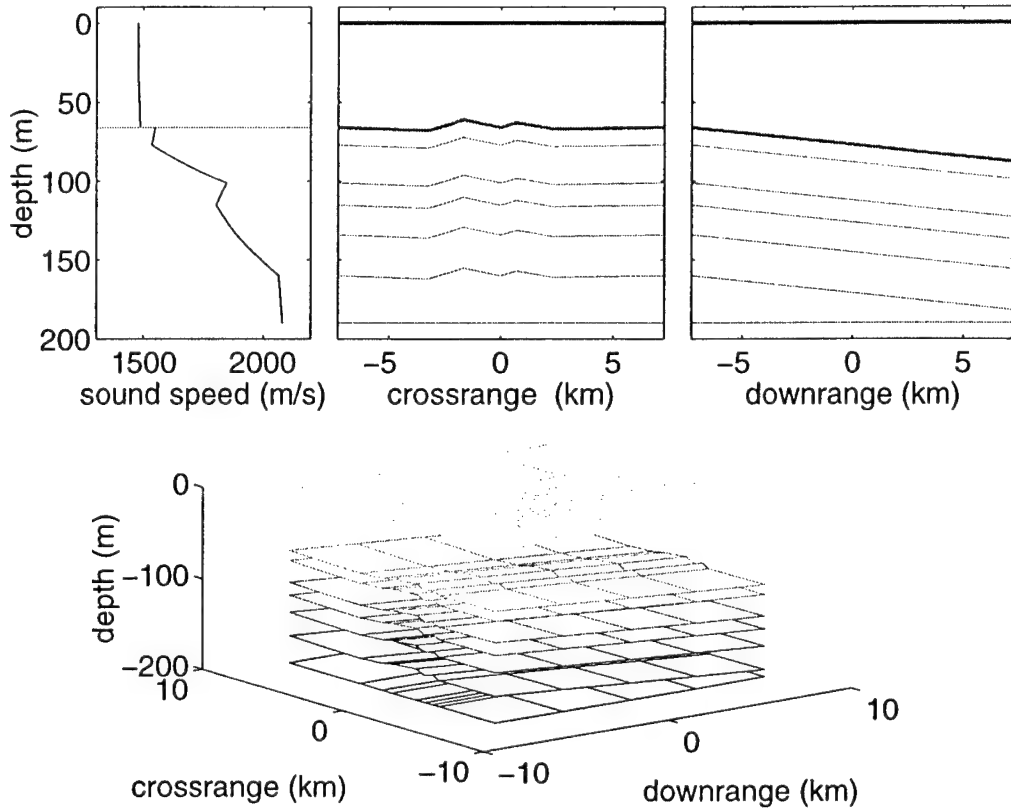 0
50
100
150
200
depth (m)
1500 2000
sound speed (m/s)
−5 0 5
crossrange (km)
−5 0 5
downrange (km)
0
−100
−200
depth (m)
10
0
−10
crossrange (km)
−10
0
10
downrange (km)